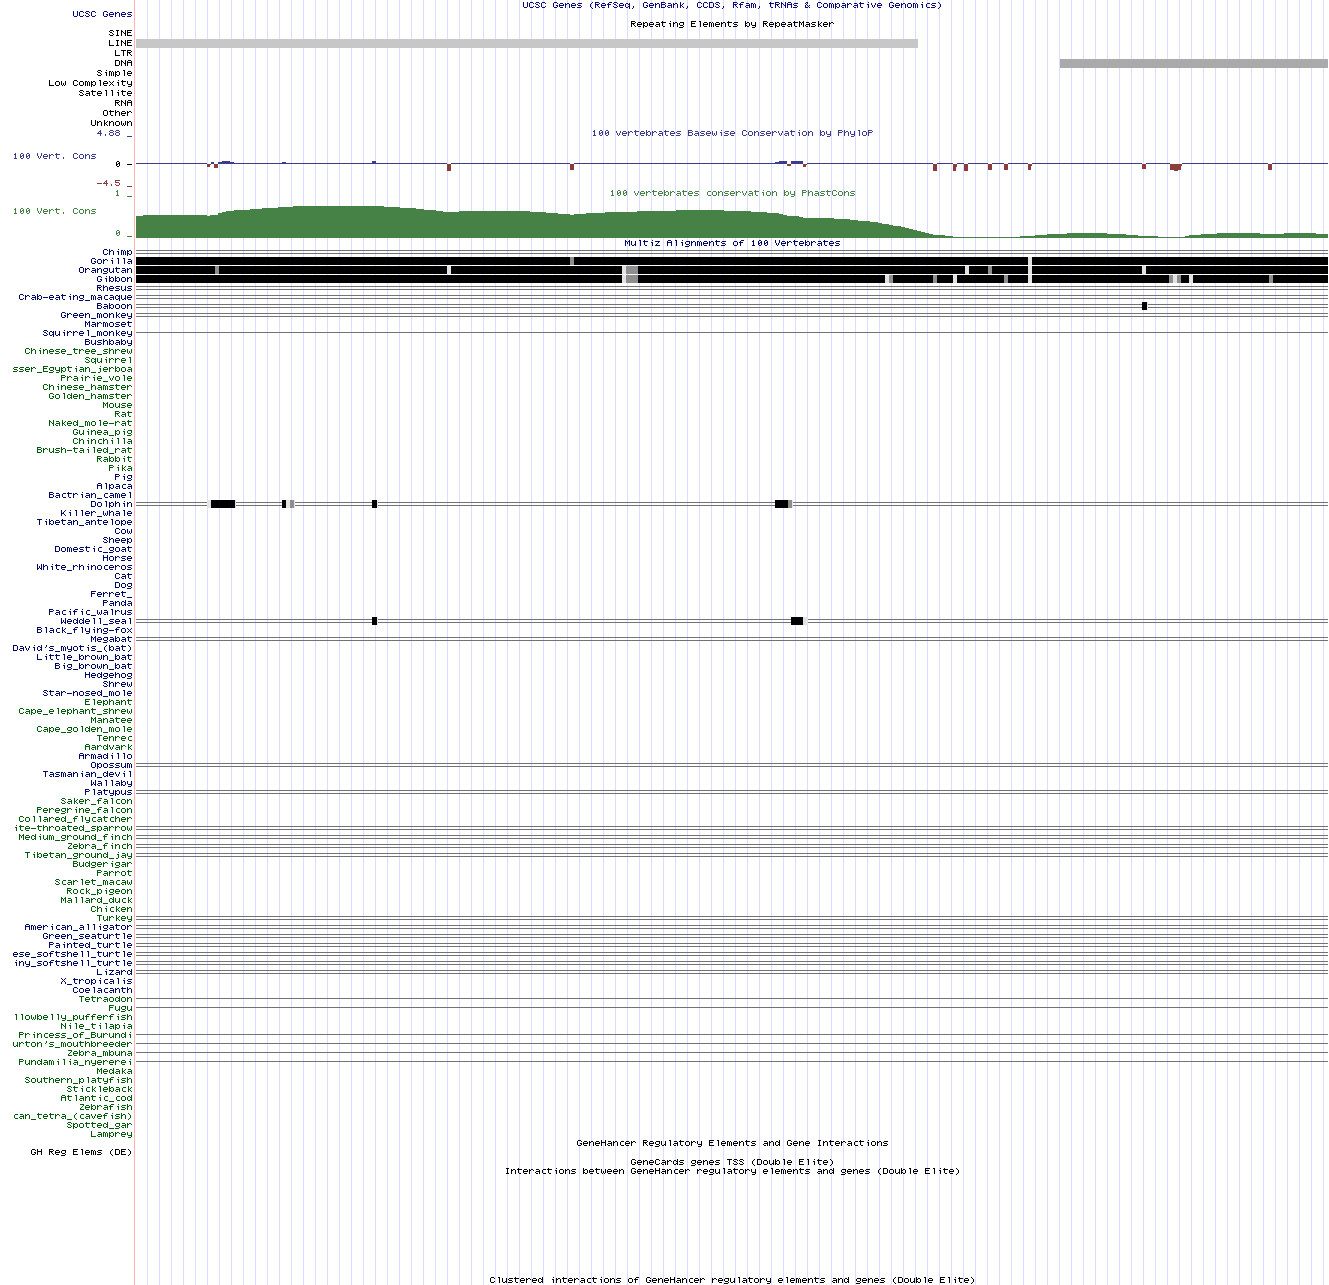 UCSC Genes (RefSeq, GenBank, CCDS, Rfam, tRNAs & Comparative Genomics)
UCSC Genes
Repeating Elements by RepeatMasker
SINE
LINE
LTR
DNA
Simple
Low Complexity
Satellite
RNA
Other
Unknown
4.88 _
100 vertebrates Basewise Conservation by PhyloP
100 Vert. Cons
0 _
-4.5 _
1 _
100 vertebrates conservation by PhastCons
100 Vert. Cons
0 _
Multiz Alignments of 100 Vertebrates
Chimp
Gorilla
Orangutan
Gibbon
Rhesus
Crab-eating_macaque
Baboon
Green_monkey
Marmoset
Squirrel_monkey
Bushbaby
Chinese_tree_shrew
Squirrel
sser_Egyptian_jerboa
Prairie_vole
Chinese_hamster
Golden_hamster
Mouse
Rat
Naked_mole-rat
Guinea_pig
Chinchilla
Brush-tailed_rat
Rabbit
Pika
Pig
Alpaca
Bactrian_camel
Dolphin
Killer_whale
Tibetan_antelope
Cow
Sheep
Domestic_goat
Horse
White_rhinoceros
Cat
Dog
Ferret_
Panda
Pacific_walrus
Weddell_seal
Black_flying-fox
Megabat
David's_myotis_(bat)
Little_brown_bat
Big_brown_bat
Hedgehog
Shrew
Star-nosed_mole
Elephant
Cape_elephant_shrew
Manatee
Cape_golden_mole
Tenrec
Aardvark
Armadillo
Opossum
Tasmanian_devil
Wallaby
Platypus
Saker_falcon
Peregrine_falcon
Collared_flycatcher
ite-throated_sparrow
Medium_ground_finch
Zebra_finch
Tibetan_ground_jay
Budgerigar
Parrot
Scarlet_macaw
Rock_pigeon
Mallard_duck
Chicken
Turkey
American_alligator
Green_seaturtle
Painted_turtle
ese_softshell_turtle
iny_softshell_turtle
Lizard
X_tropicalis
Coelacanth
Tetraodon
Fugu
llowbelly_pufferfish
Nile_tilapia
Princess_of_Burundi
urton's_mouthbreeder
Zebra_mbuna
Pundamilia_nyererei
Medaka
Southern_platyfish
Stickleback
Atlantic_cod
Zebrafish
can_tetra_(cavefish)
Spotted_gar
Lamprey
GeneHancer Regulatory Elements and Gene Interactions
GH Reg Elems (DE)
GeneCards genes TSS (Double Elite)
Interactions between GeneHancer regulatory elements and genes (Double Elite)
Clustered interactions of GeneHancer regulatory elements and genes (Double Elite)